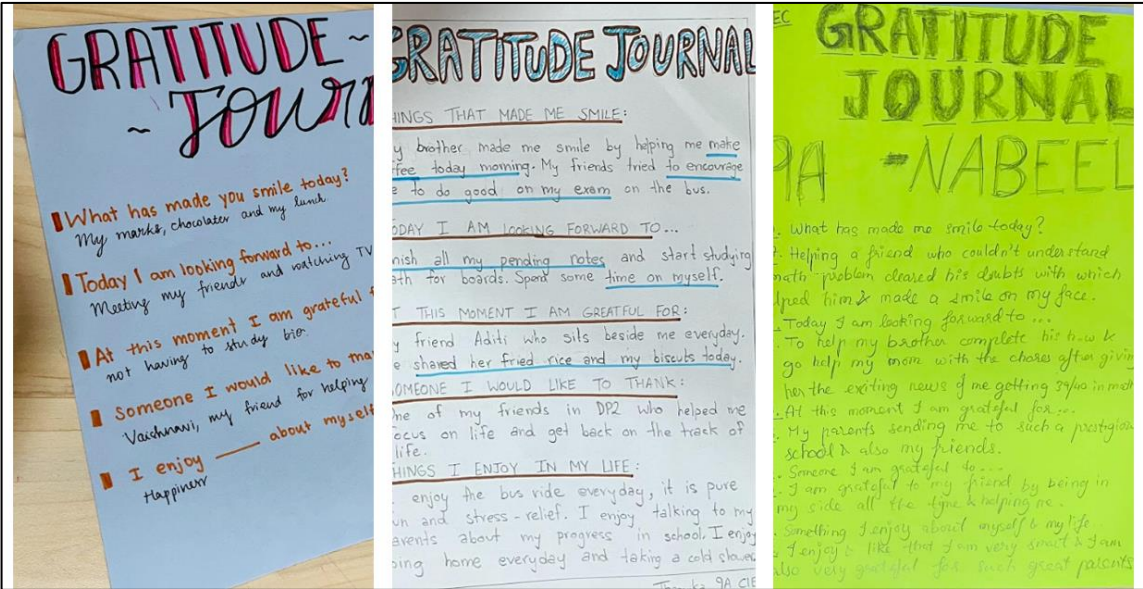 GRATITUDE ~
~ JOUR
What has made you smile today?
My marks, chocolates and my lunch
Today I am looking forward to...
Meeting my friends and watching TV
At this moment I am grateful f
not having to study bio.
Someone I would like to than
Vaishnavi, my friend for helping
I enjoy ___ about myself
Happiness
GRATITUDE JOURNAL
HINGS THAT MADE ME SMILE:
y brother made me smile by helping me make
ffee today morning. My friends tried to encourage
e to do good on my exam on the bus.
ODAY I AM LOOKING FORWARD TO...
nish all my pending notes and start studying
ath for boards. Spend some time on myself.
T THIS MOMENT I AM GREATFUL FOR:
y friend Aditi who sits beside me everyday.
e shared her fried rice and my biscuts today.
OMEONE I WOULD LIKE TO THANK:
ne of my friends in DP2 who helped me
ocus on life and get back on the track of
life.
HINGS I ENJOY IN MY LIFE:
enjoy the bus ride everyday, it is pure
un and stress-relief. I enjoy talking to my
arents about my progress in school. I enjoy
oing home everyday and taking a cold shower
9A CIE
EC
GRATITUDE
JOURNAL
9A - NABEEL
. What has made me smile today?
. Helping a friend who couldn't understand
math problem cleared his doubts with which
lped him & made a smile on my face.
. Today I am looking forward to ...
. To help my brother complete his h.w &
go help my mom with the chores after givin
her the exiting news of me getting 39/40 in
. At this moment I am grateful for...
. My parents sending me to such a prestigiou
school & also my friends.
. Someone I am grateful to ...
. I am grateful to my friend by being in
my side all the time & helping me.
. Something I enjoy about myself & my life.
. I enjoy & like that I am very smart & I am
also very grateful for such great parents